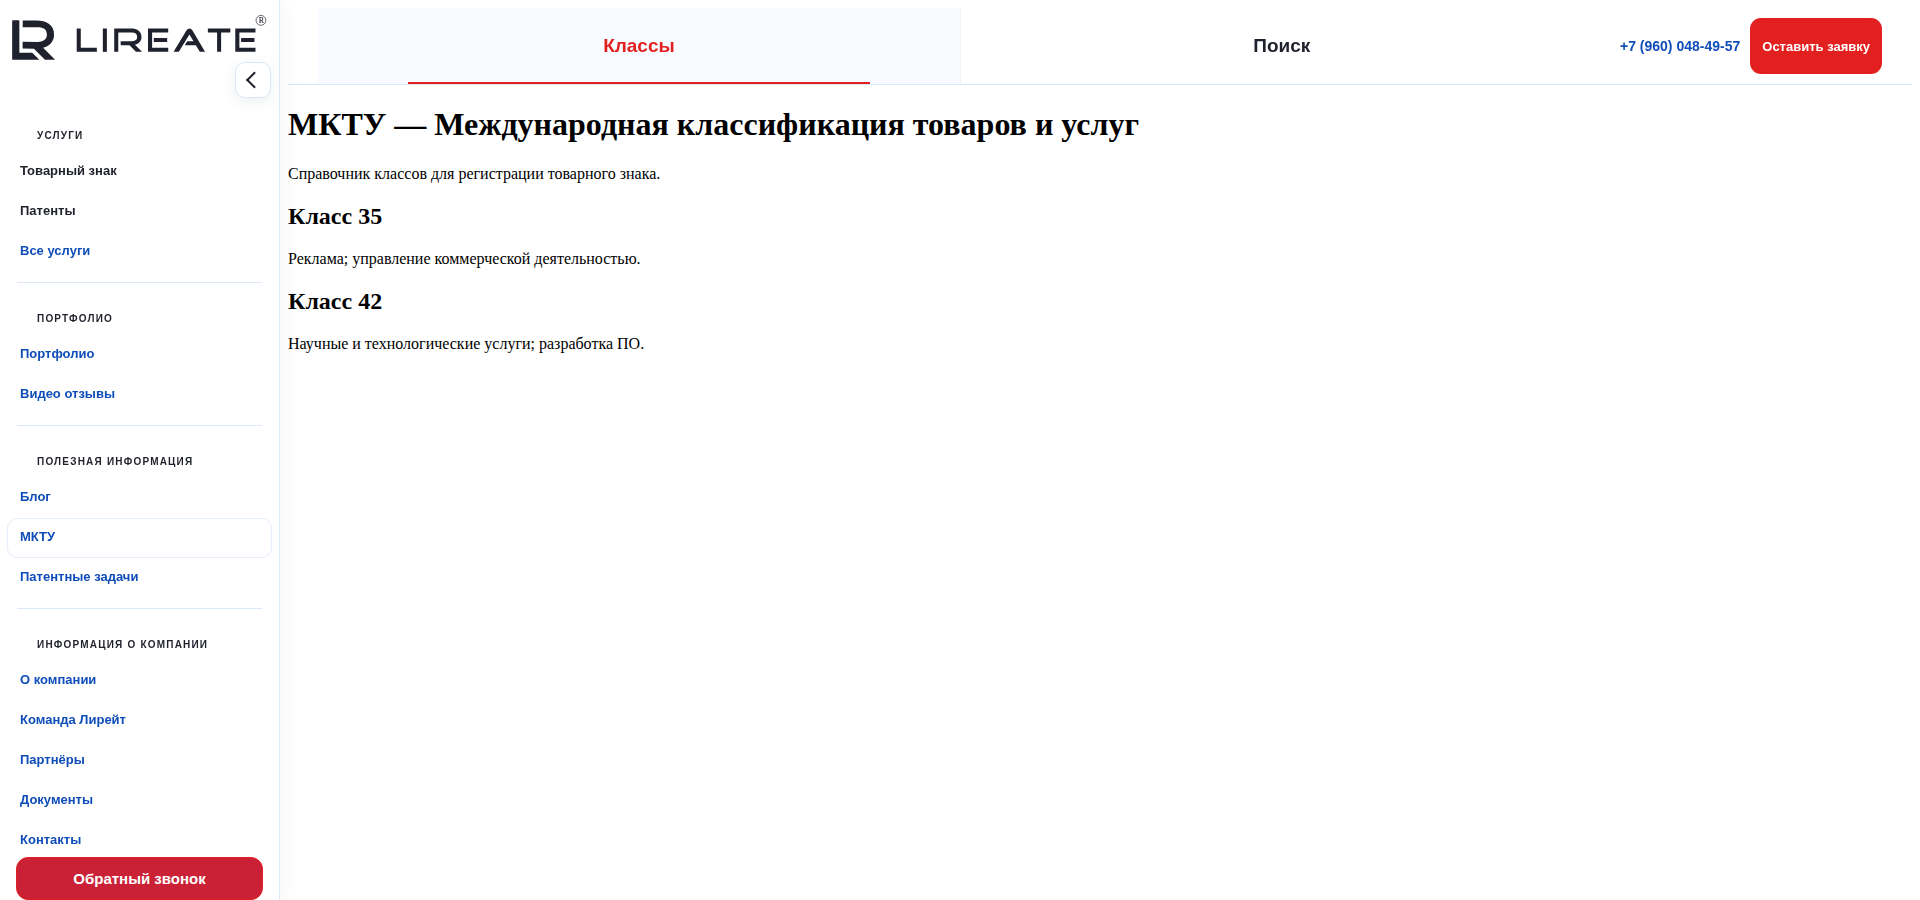 LIREATE®
УСЛУГИ
Товарный знак
Патенты
Все услуги
ПОРТФОЛИО
Портфолио
Видео отзывы
ПОЛЕЗНАЯ ИНФОРМАЦИЯ
Блог
МКТУ
Патентные задачи
ИНФОРМАЦИЯ О КОМПАНИИ
О компании
Команда Лирейт
Партнёры
Документы
Контакты
Обратный звонок
Классы
Поиск
+7 (960) 048-49-57
Оставить заявку
МКТУ — Международная классификация товаров и услуг
Справочник классов для регистрации товарного знака.
Класс 35
Реклама; управление коммерческой деятельностью.
Класс 42
Научные и технологические услуги; разработка ПО.